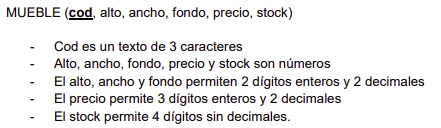 MUEBLE (cod, alto, ancho, fondo, precio, stock)
- Cod es un texto de 3 caracteres
- Alto, ancho, fondo, precio y stock son números
- El alto, ancho y fondo permiten 2 dígitos enteros y 2 decimales
- El precio permite 3 dígitos enteros y 2 decimales
- El stock permite 4 dígitos sin decimales.